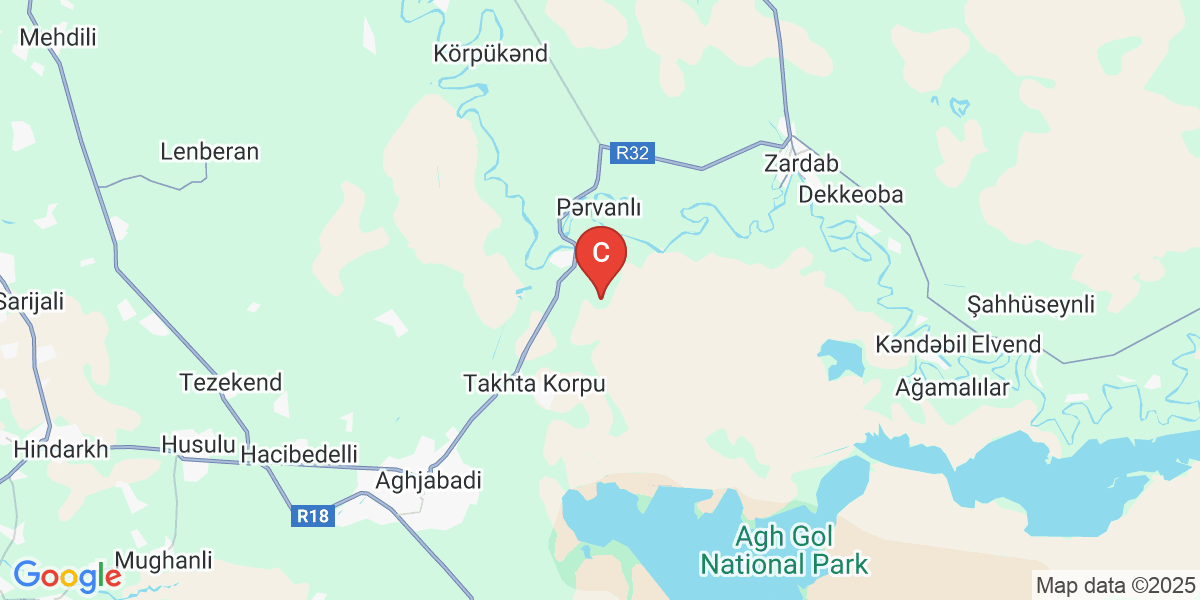 Mehdili
Körpükənd
Lenberan
R32
Zardab
Dekkeoba
Pərvanlı
C
Sarijali
Şahhüseynli
Kəndəbil
Elvend
Tezekend
Takhta Korpu
Ağamalılar
Husulu
Hindarkh
Hacibedelli
Aghjabadi
R18
Agh Gol
National Park
Mughanli
Google
Map data ©2025